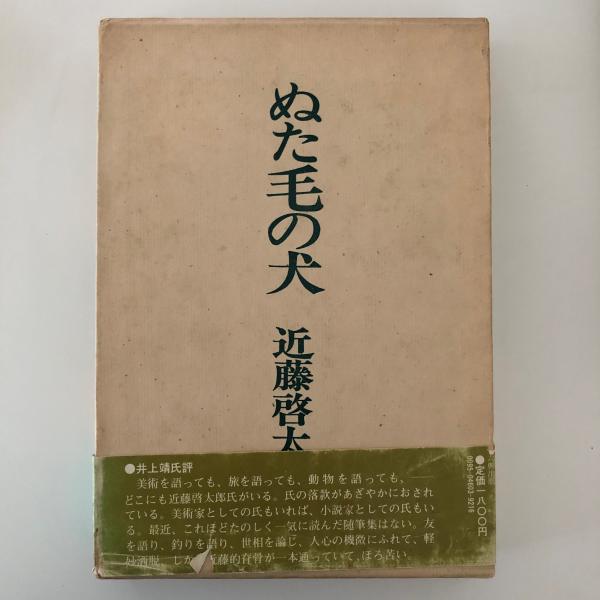 ぬた毛の犬
近藤啓太
●井上靖氏評
美術を語っても、旅を語っても、動物を語っても、――
どこにも近藤啓太郎氏がいる。氏の落款があざやかにおされ
ている。美術家としての氏もいれば、小説家としての氏もい
る。最近、これほどたのしく一気に読んだ随筆集はない。友
を語り、釣りを語り、世相を論じ、人心の機微にふれて、軽
妙洒脱 しか 近藤的背骨が一本通っていて、ほろ苦い。
●定価一八〇〇円
0095-04603-9216